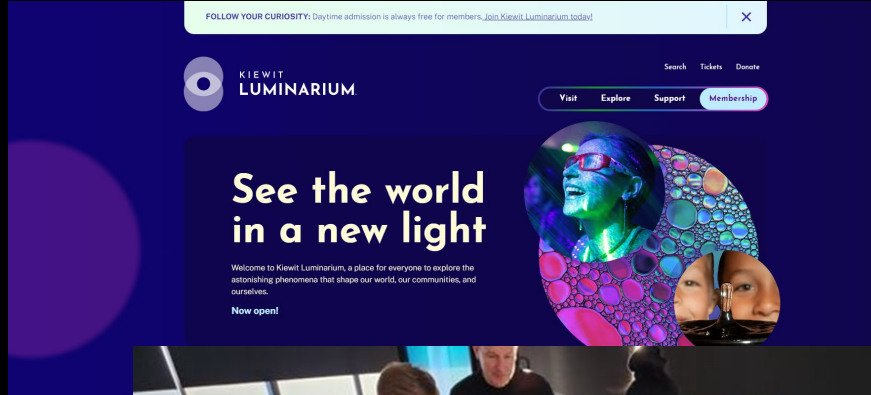 FOLLOW YOUR CURIOSITY: Daytime admission is always free for members. Join Kiewit Luminarium today!
KIEWIT
LUMINARIUM
Search Tickets Donate
Visit Explore Support Membership
See the world
in a new light
Welcome to Kiewit Luminarium, a place for everyone to explore the
astonishing phenomena that shape our world, our communities, and
ourselves.
Now open!